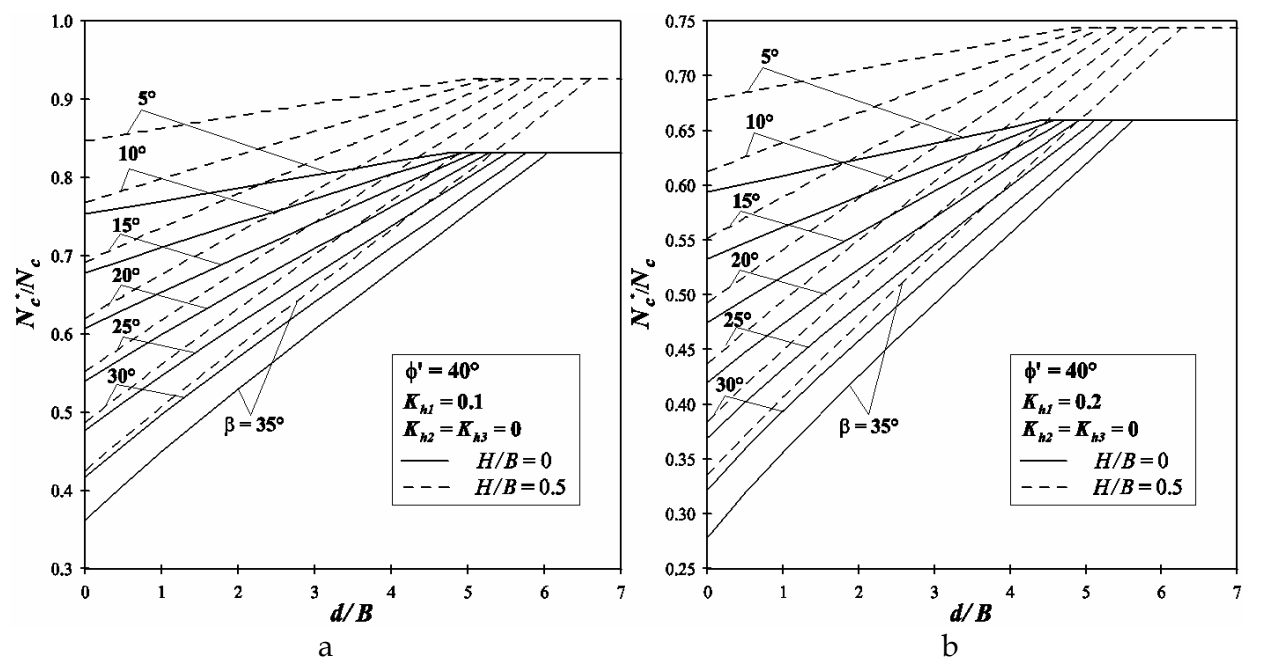 1.0
0.9
0.8
0.7
0.6
0.5
0.4
0.3
N*c/Nc
5°
10°
15°
20°
25°
30°
β = 35°
ϕ' = 40°
Kh1 = 0.1
Kh2 = Kh3 = 0
H/B = 0
H/B = 0.5
0 1 2 3 4 5 6 7
d/B
a
0.75
0.70
0.65
0.60
0.55
0.50
0.45
0.40
0.35
0.30
0.25
N*c/Nc
5°
10°
15°
20°
25°
30°
β = 35°
ϕ' = 40°
Kh1 = 0.2
Kh2 = Kh3 = 0
H/B = 0
H/B = 0.5
0 1 2 3 4 5 6 7
d/B
b